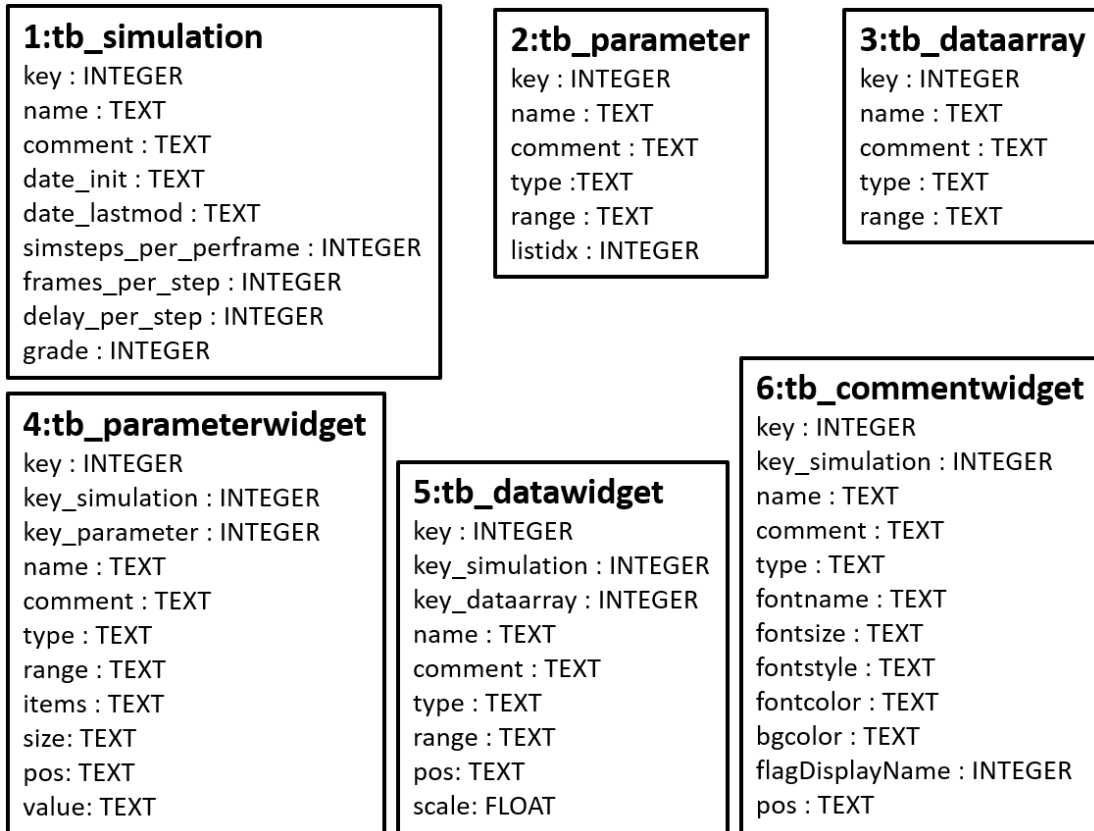 1:tb_simulation
key : INTEGER
name : TEXT
comment : TEXT
date_init : TEXT
date_lastmod : TEXT
simsteps_per_perframe : INTEGER
frames_per_step : INTEGER
delay_per_step : INTEGER
grade : INTEGER
2:tb_parameter
key : INTEGER
name : TEXT
comment : TEXT
type :TEXT
range : TEXT
listidx : INTEGER
3:tb_dataarray
key : INTEGER
name : TEXT
comment : TEXT
type : TEXT
range : TEXT
4:tb_parameterwidget
key : INTEGER
key_simulation : INTEGER
key_parameter : INTEGER
name : TEXT
comment : TEXT
type : TEXT
range : TEXT
items : TEXT
size: TEXT
pos: TEXT
value: TEXT
5:tb_datawidget
key : INTEGER
key_simulation : INTEGER
key_dataarray : INTEGER
name : TEXT
comment : TEXT
type : TEXT
range : TEXT
pos: TEXT
scale: FLOAT
6:tb_commentwidget
key : INTEGER
key_simulation : INTEGER
name : TEXT
comment : TEXT
type : TEXT
fontname : TEXT
fontsize : TEXT
fontstyle : TEXT
fontcolor : TEXT
bgcolor : TEXT
flagDisplayName : INTEGER
pos : TEXT